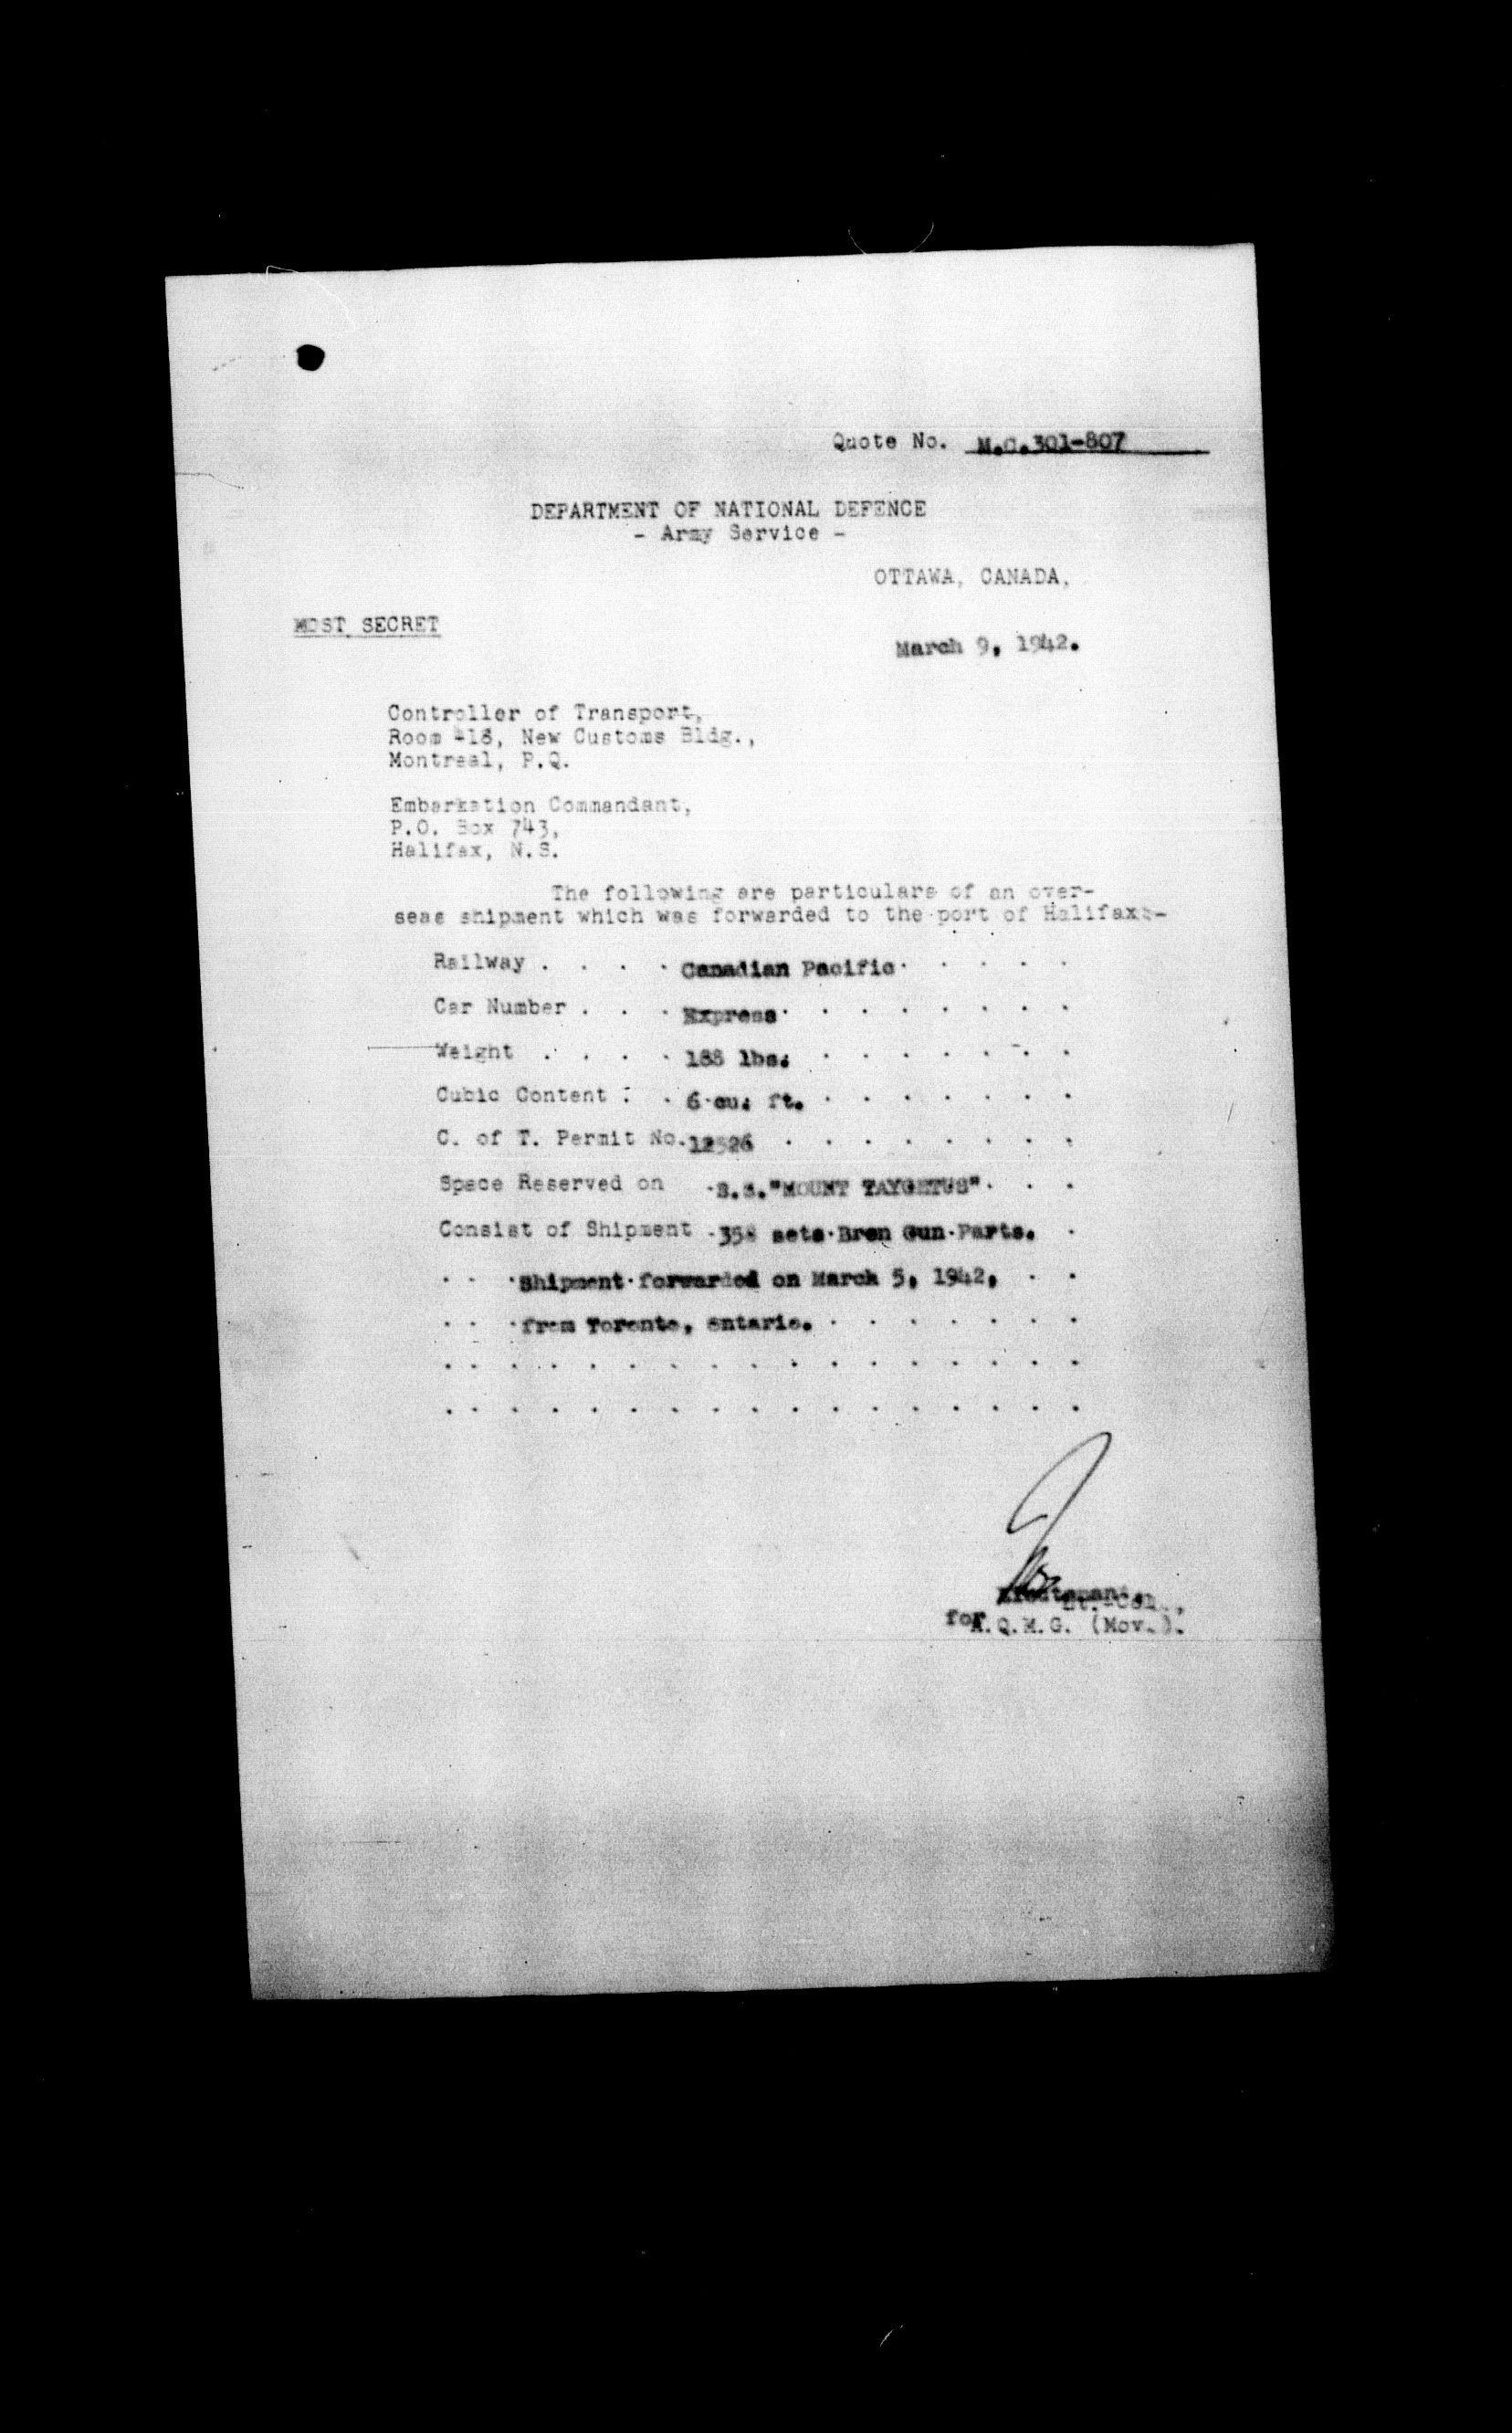 Quote No. M.C.301-807
DEPARTMENT OF NATIONAL DEFENCE
- Army Service -
OTTAWA, CANADA,
MOST SECRET
March 9, 1942.
Controller of Transport,
Room 418, New Customs Bldg.,
Montreal, P.Q.
Embarkation Commandant,
P.O. Box 743,
Halifax, N.S.
The following are particulars of an over-
seas shipment which was forwarded to the port of Halifax:-
Railway . . . . Canadian Pacific . . . . .
Car Number . . . Express . . . . . . . .
Weight . . . . 188 lbs. . . . . . . .
Cubic Content . . 6 cu. ft. . . . . . . .
C. of T. Permit No. 12526 . . . . . . . .
Space Reserved on . S.S."MOUNT TAYGETUS" . . .
Consist of Shipment . 358 sets Bren Gun Parts. .
. . . Shipment forwarded on March 5, 1942, . .
. . . from Toronto, Ontario. . . . . . . .
. . . . . . . . . . . . . . . . .
. . . . . . . . . . . . . . . . .
Lieutenant,
Lt.-Col.,
for A.Q.M.G. (Mov.).